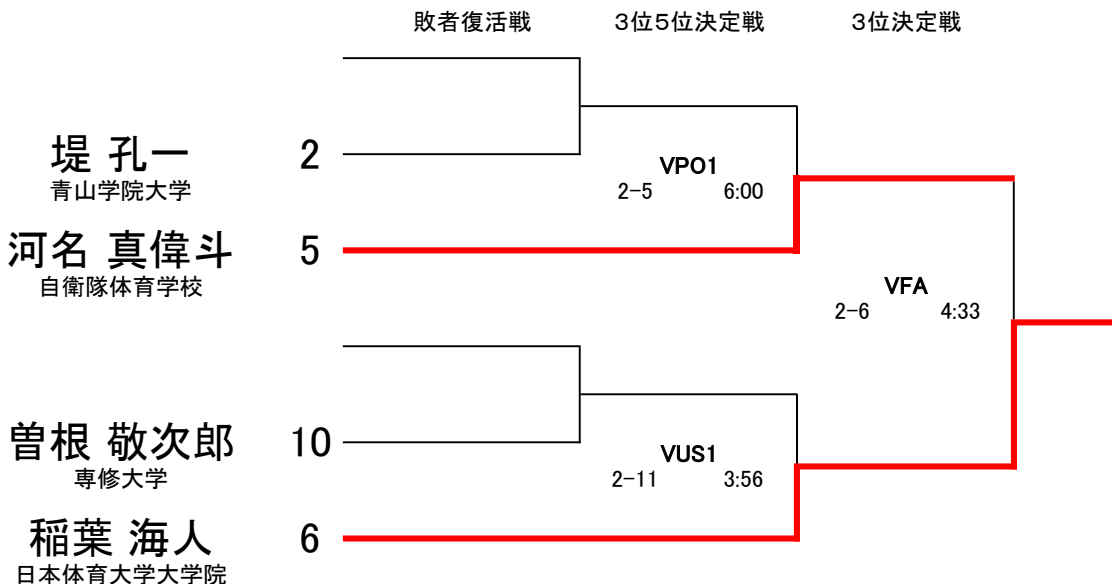 敗者復活戦 3位5位決定戦 3位決定戦
堤 孔一 2
青山学院大学
VPO1
2-5 6:00
河名 真偉斗 5
自衛隊体育学校
VFA
2-6 4:33
曽根 敬次郎 10
専修大学
VSU1
2-11 3:56
稲葉 海人 6
日本体育大学大学院